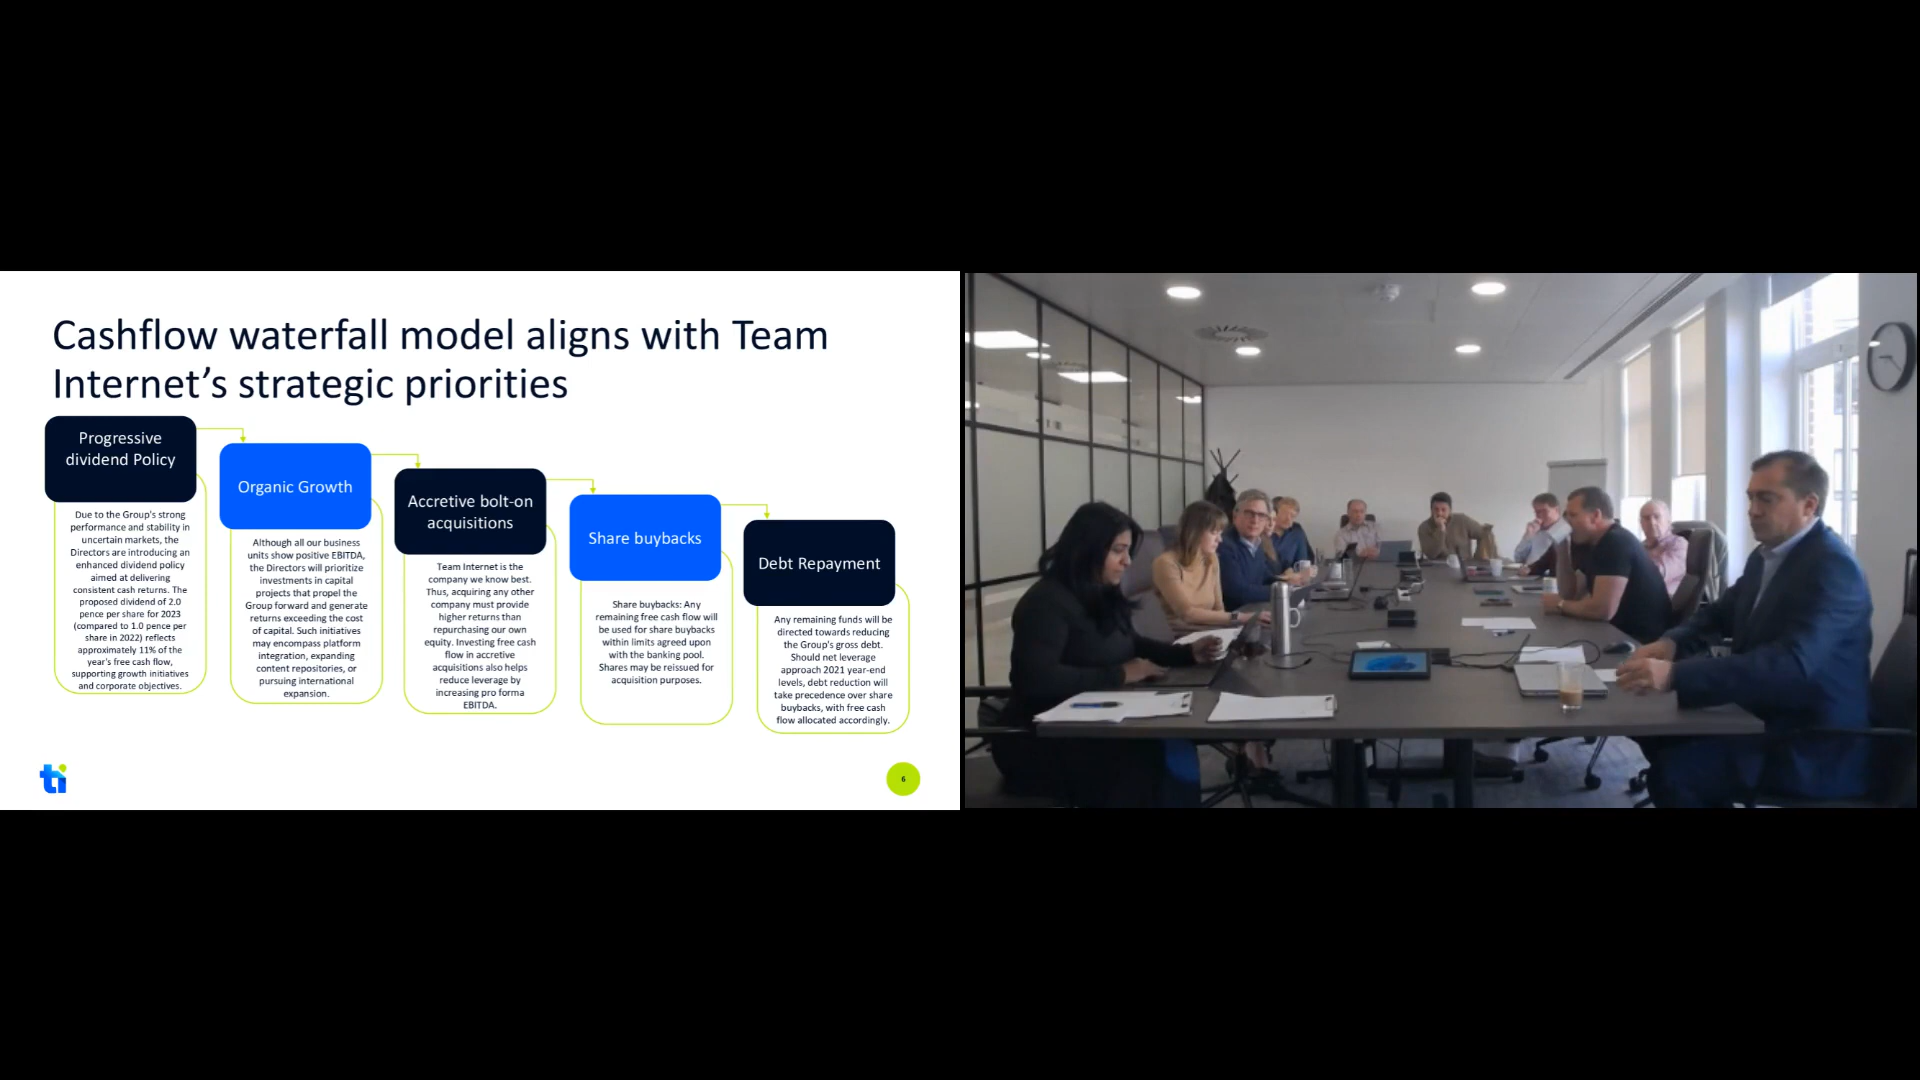 Cashflow waterfall model aligns with Team
Internet’s strategic priorities
Progressive
dividend Policy
Due to the Group's strong
performance and stability in
uncertain markets, the
Directors are introducing an
enhanced dividend policy
aimed at delivering
consistent cash returns. The
proposed dividend of 2.0
pence per share for 2023
(compared to 1.0 pence per
share in 2022) reflects
approximately 11% of the
year's free cash flow,
supporting growth initiatives
and corporate objectives.
Organic Growth
Although all our business
units show positive EBITDA,
the Directors will prioritize
investments in capital
projects that propel the
Group forward and generate
returns exceeding the cost
of capital. Such initiatives
may encompass platform
integration, expanding
content repositories, or
pursuing international
expansion.
Accretive bolt-on
acquisitions
Team Internet is the
company we know best.
Thus, acquiring any other
company must provide
higher returns than
repurchasing our own
equity. Investing free cash
flow in accretive
acquisitions also helps
reduce leverage by
increasing pro forma
EBITDA.
Share buybacks
Share buybacks: Any
remaining free cash flow will
be used for share buybacks
within limits agreed upon
with the banking pool.
Shares may be reissued for
acquisition purposes.
Debt Repayment
Any remaining funds will be
directed towards reducing
the Group's gross debt.
Should net leverage
approach 2021 year-end
levels, debt reduction will
take precedence over share
buybacks, with free cash
flow allocated accordingly.
ti
6